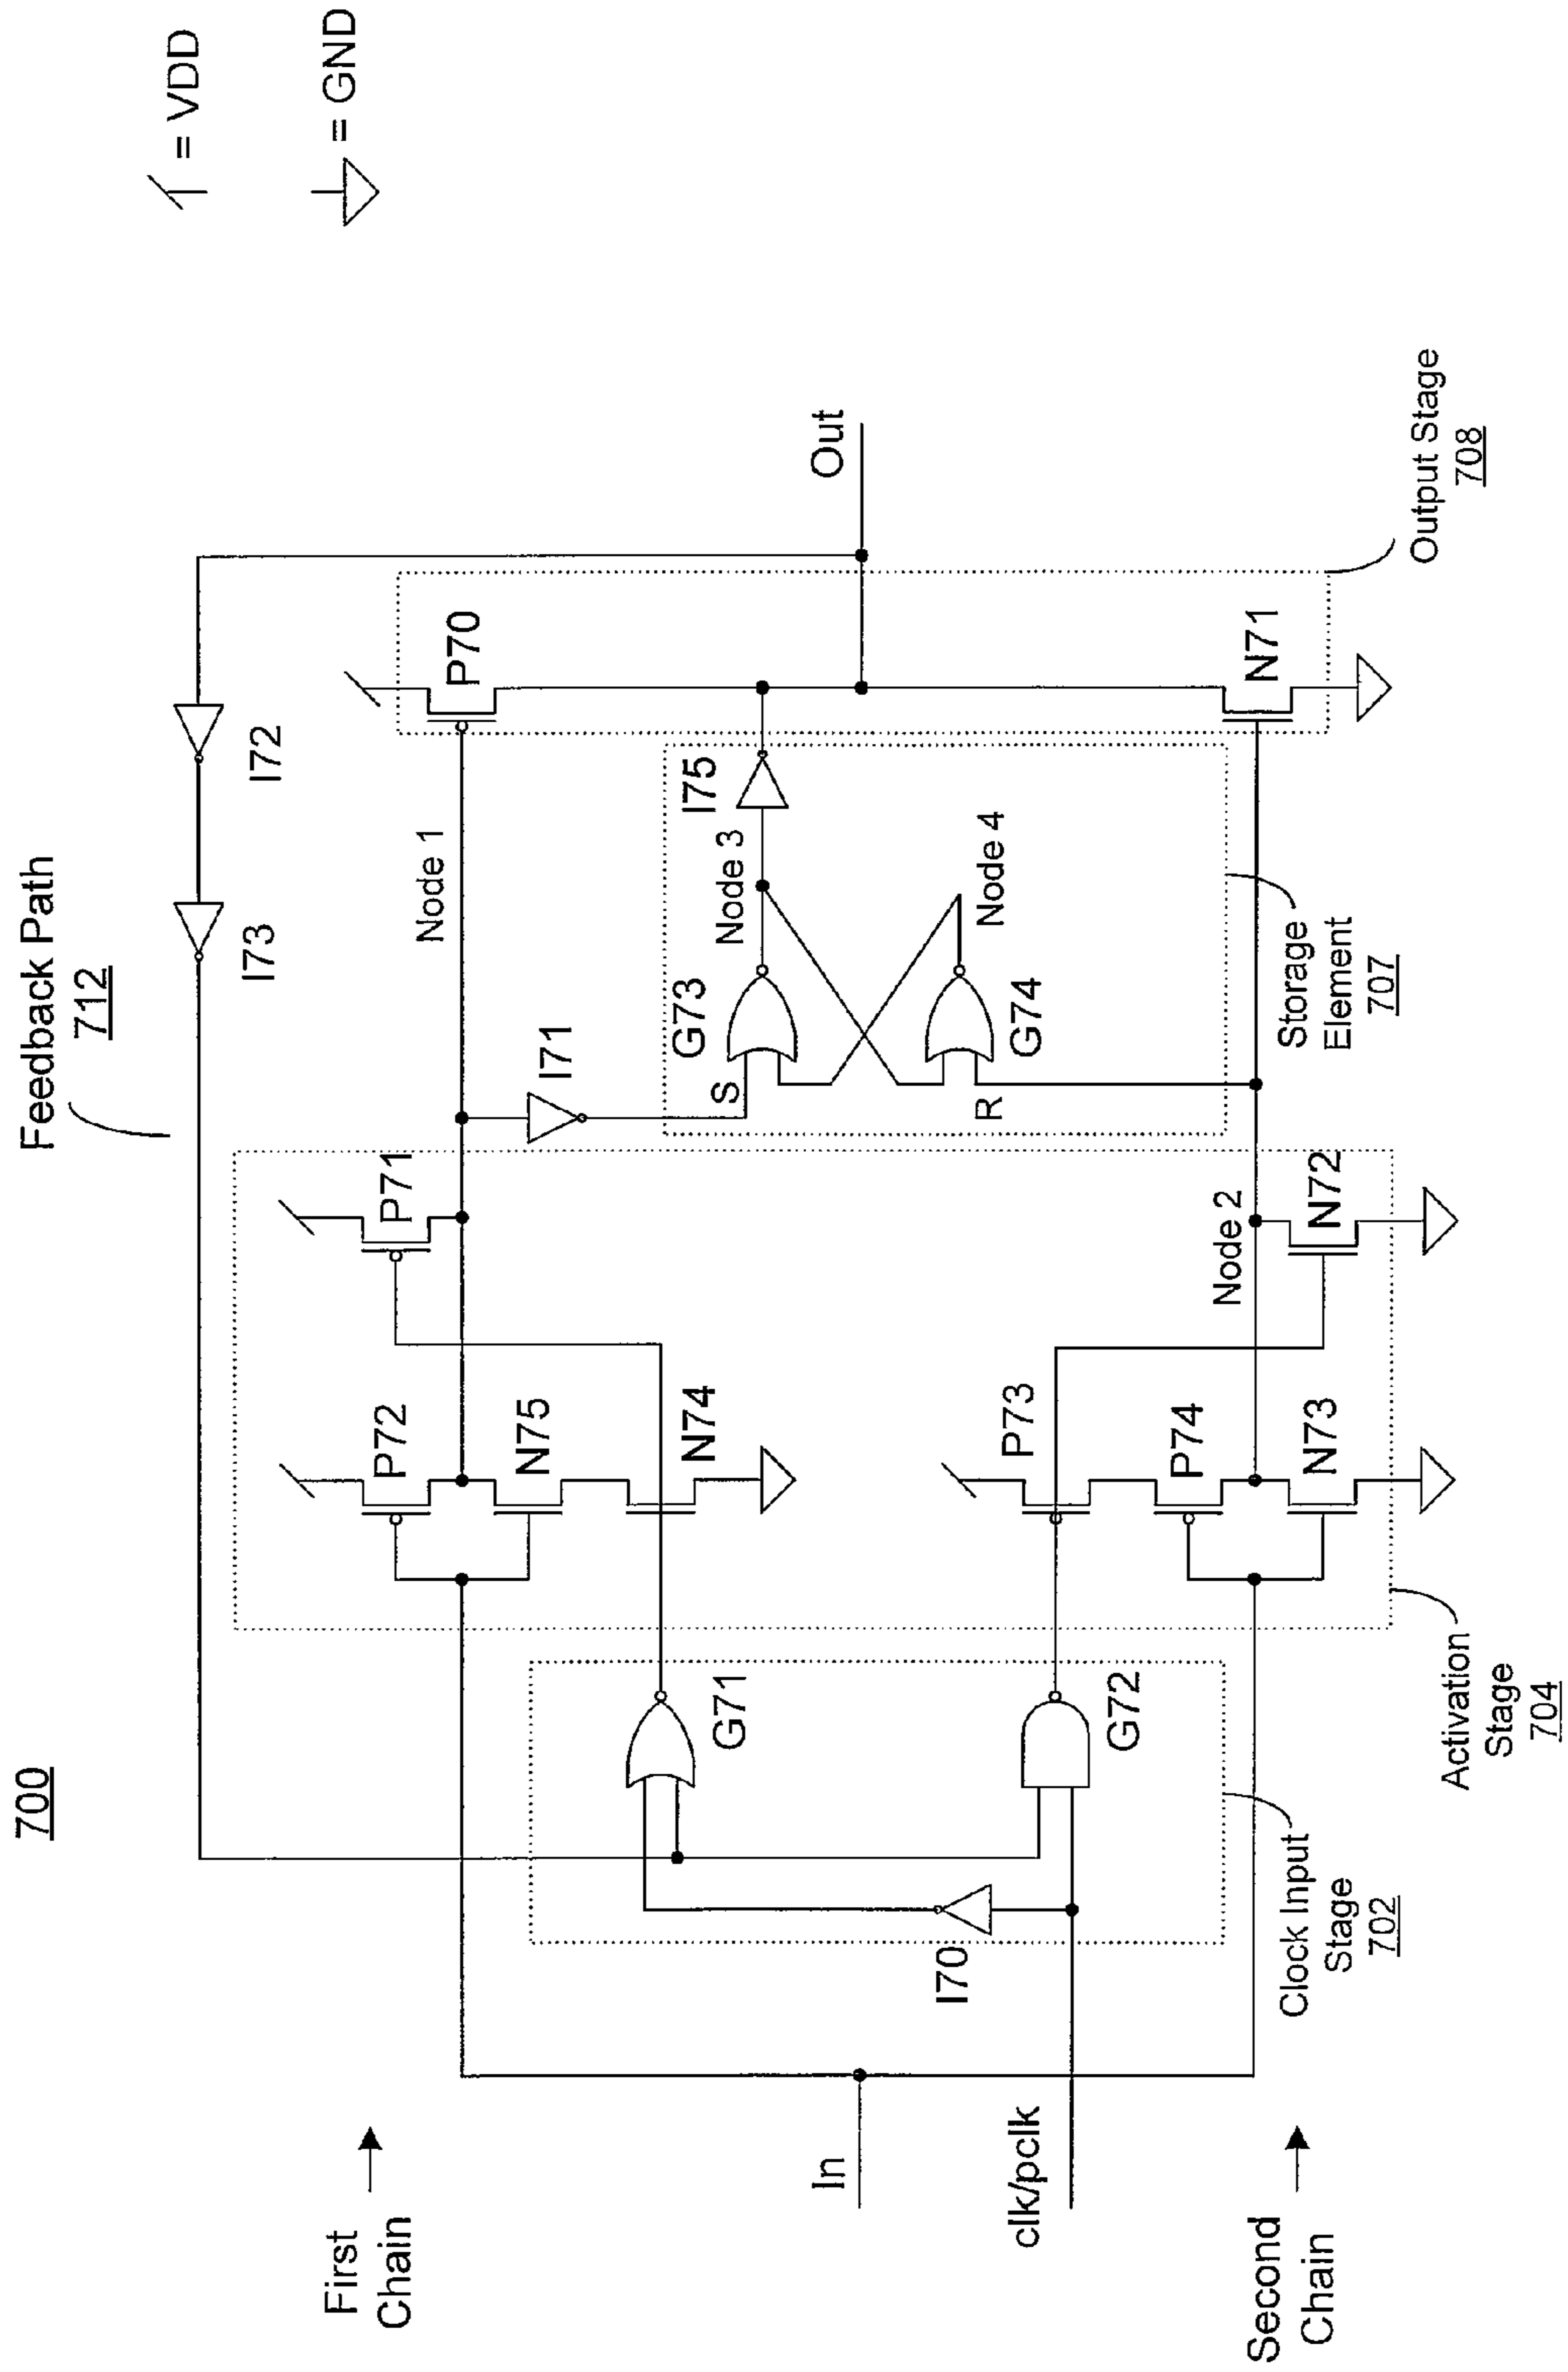 700
Feedback Path
712
= VDD
= GND
I73
I72
First
Chain
In
clk/pclk
Second
Chain
I70
G71
G72
Clock Input
Stage
702
P72
N75
N74
P71
P73
P74
N73
Node 2
N72
Activation
Stage
704
Node 1
I71
S
G73
Node 3
I75
R
G74
Node 4
Storage
Element
707
P70
N71
Out
Output Stage
708